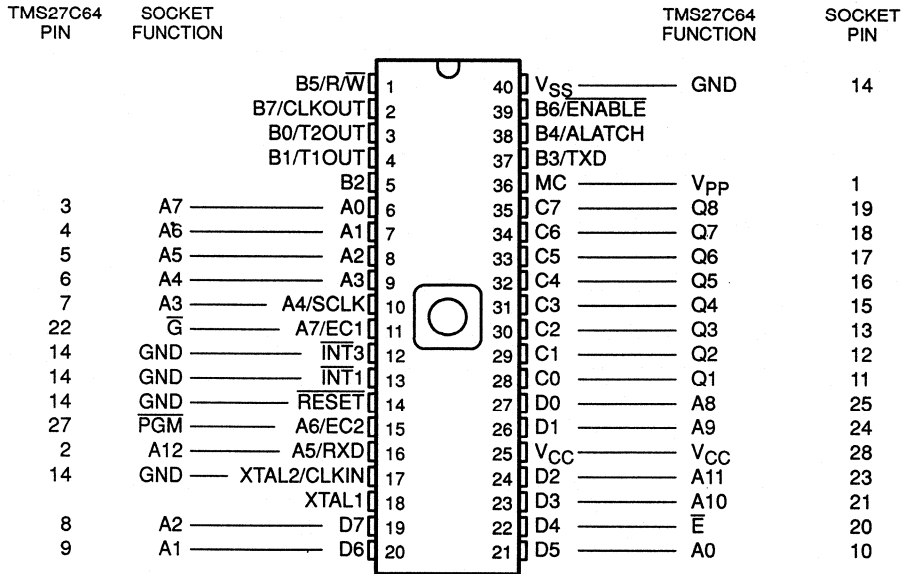 TMS27C64 SOCKET TMS27C64 SOCKET
PIN FUNCTION FUNCTION PIN
B5/R/W̅ 1 40 VSS GND 14
B7/CLKOUT 2 39 B6/E̅N̅A̅B̅L̅E̅
B0/T2OUT 3 38 B4/ALATCH
B1/T1OUT 4 37 B3/TXD
B2 5 36 MC VPP 1
3 A7 A0 6 35 C7 Q8 19
4 A6 A1 7 34 C6 Q7 18
5 A5 A2 8 33 C5 Q6 17
6 A4 A3 9 32 C4 Q5 16
7 A3 A4/SCLK 10 31 C3 Q4 15
22 G̅ A7/EC1 11 30 C2 Q3 13
14 GND I̅N̅T̅3 12 29 C1 Q2 12
14 GND I̅N̅T̅1 13 28 C0 Q1 11
14 GND R̅E̅S̅E̅T̅ 14 27 D0 A8 25
27 P̅G̅M̅ A6/EC2 15 26 D1 A9 24
2 A12 A5/RXD 16 25 VCC VCC 28
14 GND XTAL2/CLKIN 17 24 D2 A11 23
XTAL1 18 23 D3 A10 21
8 A2 D7 19 22 D4 E̅ 20
9 A1 D6 20 21 D5 A0 10